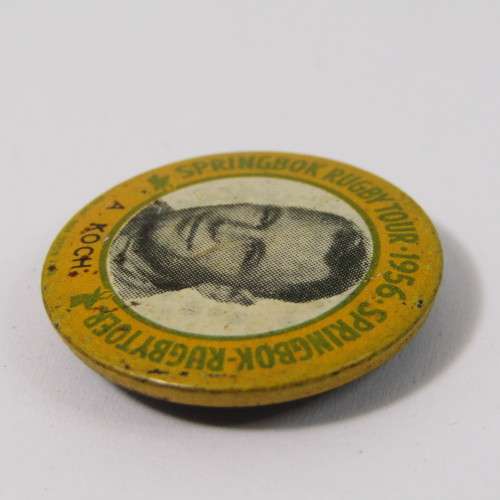 SPRINGBOK RUGBY TOUR · 1956. SPRINGBOK-RUGBYTOER
A. KOCH.